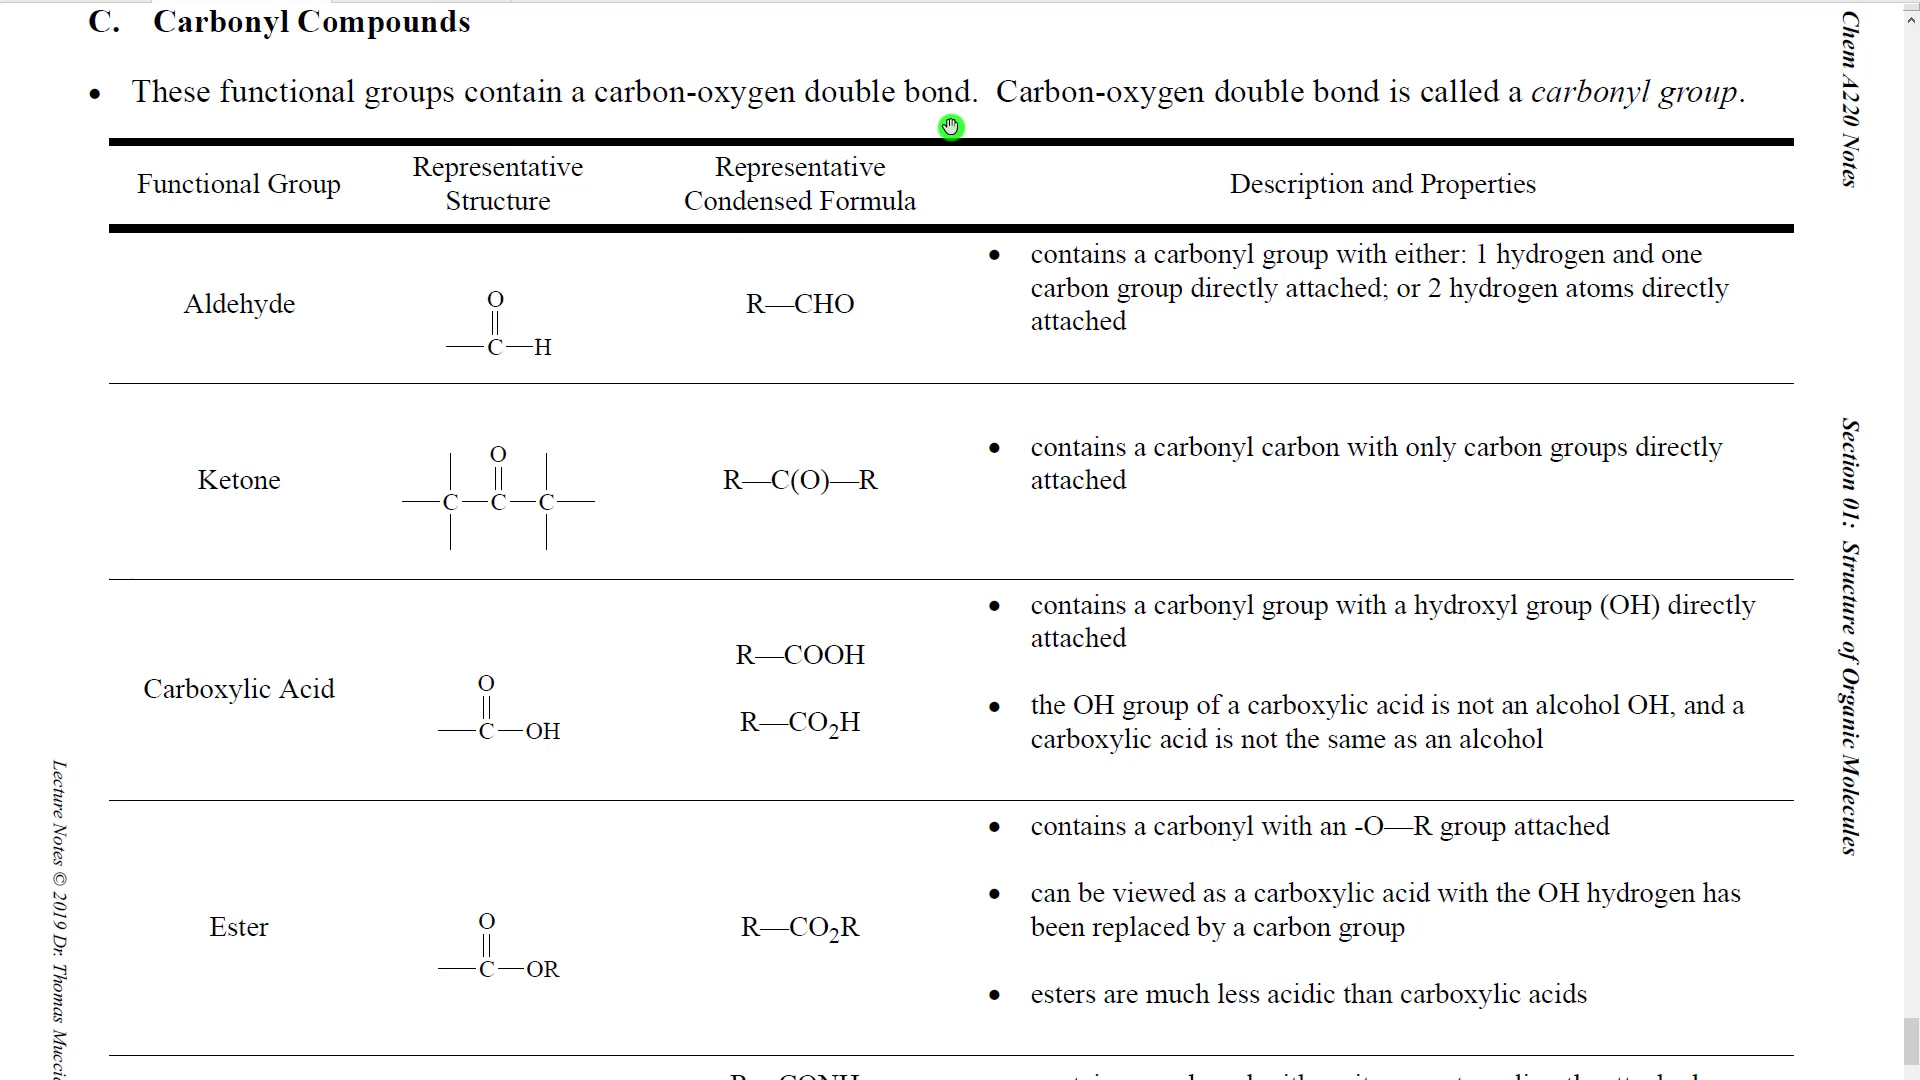 C. Carbonyl Compounds
• These functional groups contain a carbon-oxygen double bond. Carbon-oxygen double bond is called a carbonyl group.
Functional Group
Representative
Structure
Representative
Condensed Formula
Description and Properties
Aldehyde
O
C H
R—CHO
• contains a carbonyl group with either: 1 hydrogen and one
carbon group directly attached; or 2 hydrogen atoms directly
attached
Ketone
O
C C C
R—C(O)—R
• contains a carbonyl carbon with only carbon groups directly
attached
Carboxylic Acid
O
C OH
R—COOH
R—CO2H
• contains a carbonyl group with a hydroxyl group (OH) directly
attached
• the OH group of a carboxylic acid is not an alcohol OH, and a
carboxylic acid is not the same as an alcohol
Ester
O
C OR
R—CO2R
• contains a carbonyl with an -O—R group attached
• can be viewed as a carboxylic acid with the OH hydrogen has
been replaced by a carbon group
• esters are much less acidic than carboxylic acids
Chem A220 Notes
Section 01: Structure of Organic Molecules
Lecture Notes © 2019 Dr. Thomas